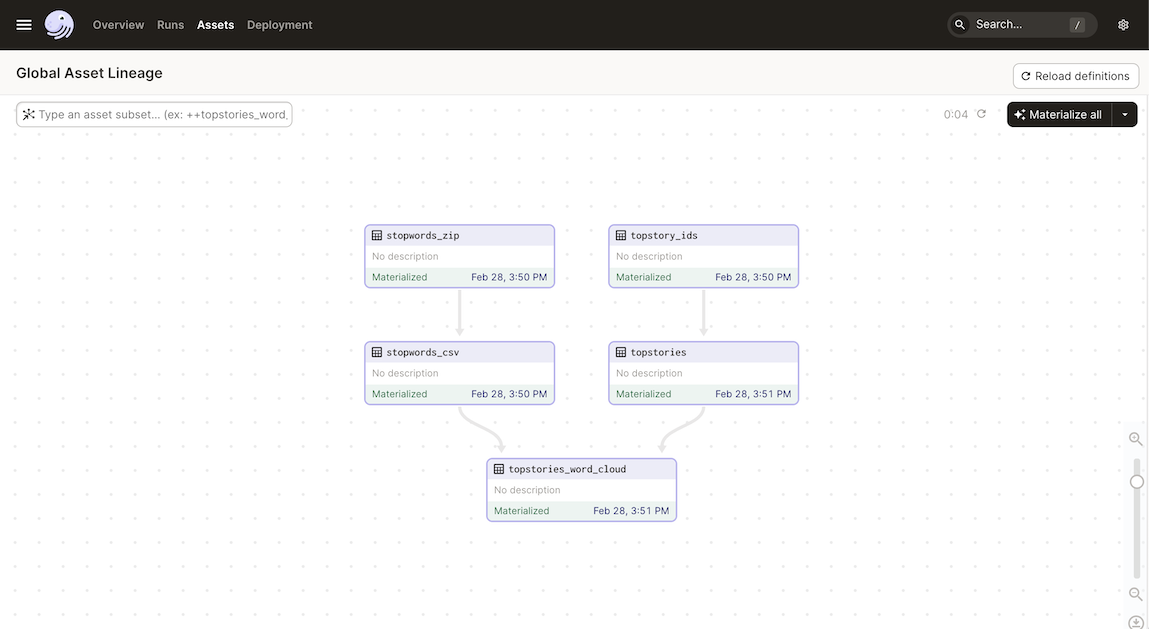 Overview Runs Assets Deployment Search... /
Global Asset Lineage Reload definitions
Type an asset subset... (ex: ++topstories_word_ 0:04 Materialize all
stopwords_zip
No description
Materialized Feb 28, 3:50 PM
topstory_ids
No description
Materialized Feb 28, 3:50 PM
stopwords_csv
No description
Materialized Feb 28, 3:50 PM
topstories
No description
Materialized Feb 28, 3:51 PM
topstories_word_cloud
No description
Materialized Feb 28, 3:51 PM